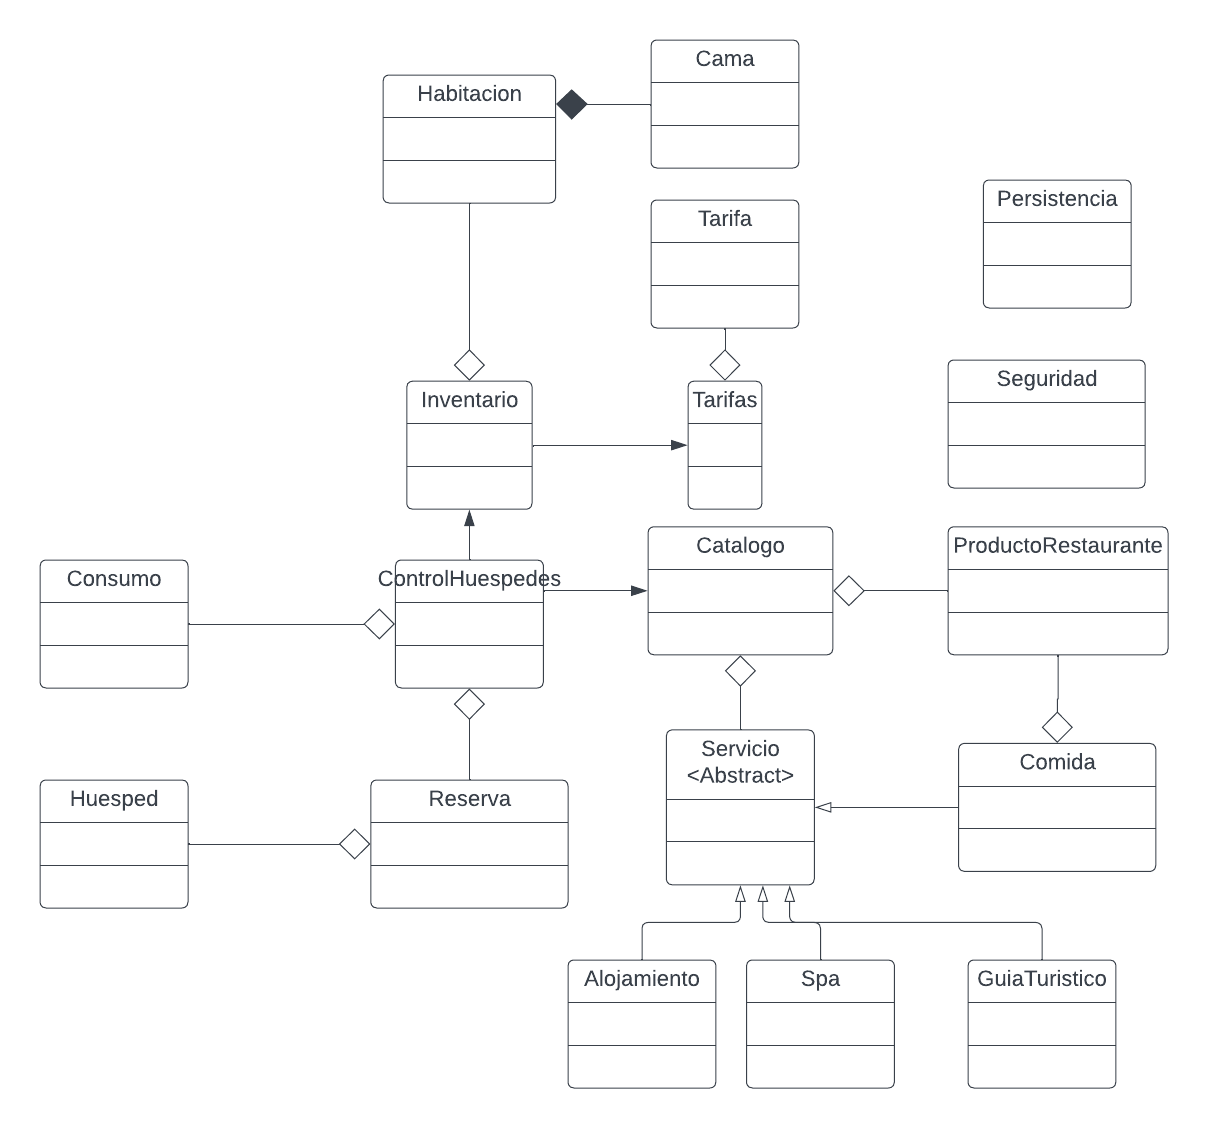 Cama
Habitacion
Persistencia
Tarifa
Seguridad
Inventario
Tarifas
Catalogo
ProductoRestaurante
Consumo
ControlHuespedes
Servicio
<Abstract>
Comida
Huesped
Reserva
Alojamiento
Spa
GuiaTuristico